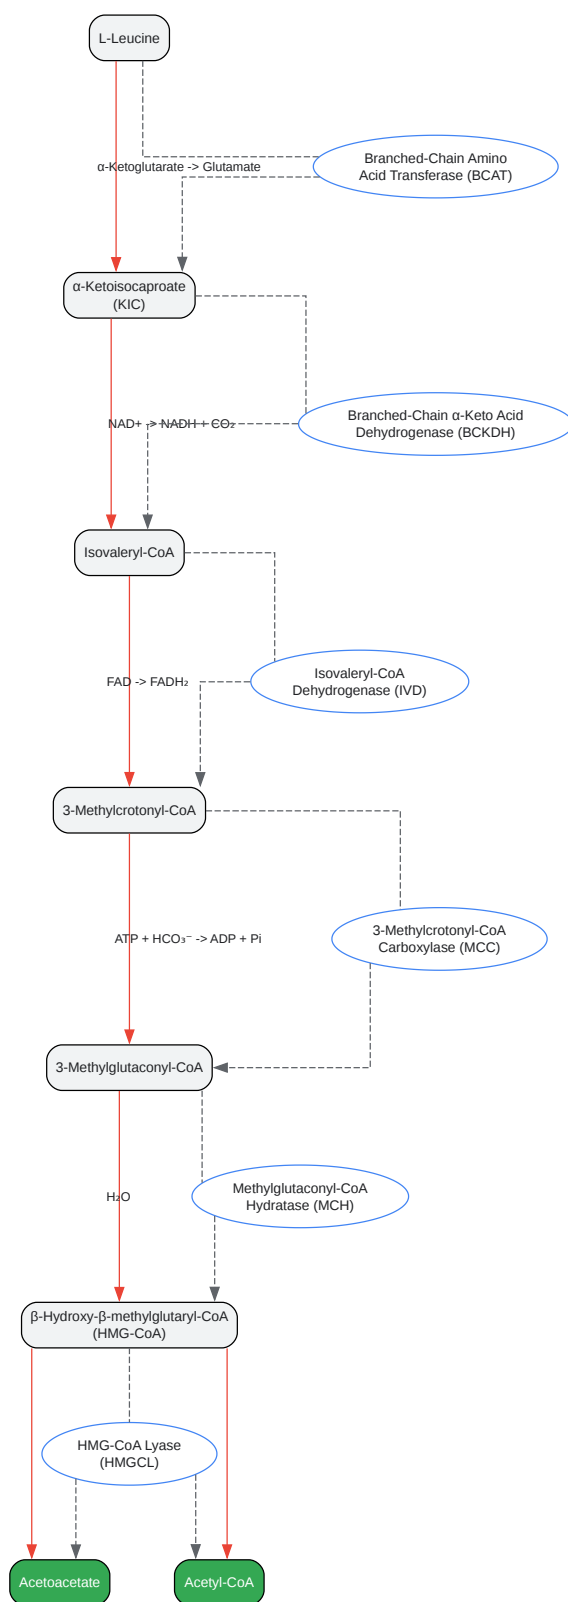 L-Leucine
Branched-Chain Amino
Acid Transferase (BCAT)
α-Ketoglutarate -> Glutamate
α-Ketoisocaproate
(KIC)
Branched-Chain α-Keto Acid
Dehydrogenase (BCKDH)
NAD+ -> NADH + CO₂
Isovaleryl-CoA
Isovaleryl-CoA
Dehydrogenase (IVD)
FAD -> FADH₂
3-Methylcrotonyl-CoA
3-Methylcrotonyl-CoA
Carboxylase (MCC)
ATP + HCO₃⁻ -> ADP + Pi
3-Methylglutaconyl-CoA
Methylglutaconyl-CoA
Hydratase (MCH)
H₂O
β-Hydroxy-β-methylglutaryl-CoA
(HMG-CoA)
HMG-CoA Lyase
(HMGCL)
Acetoacetate
Acetyl-CoA